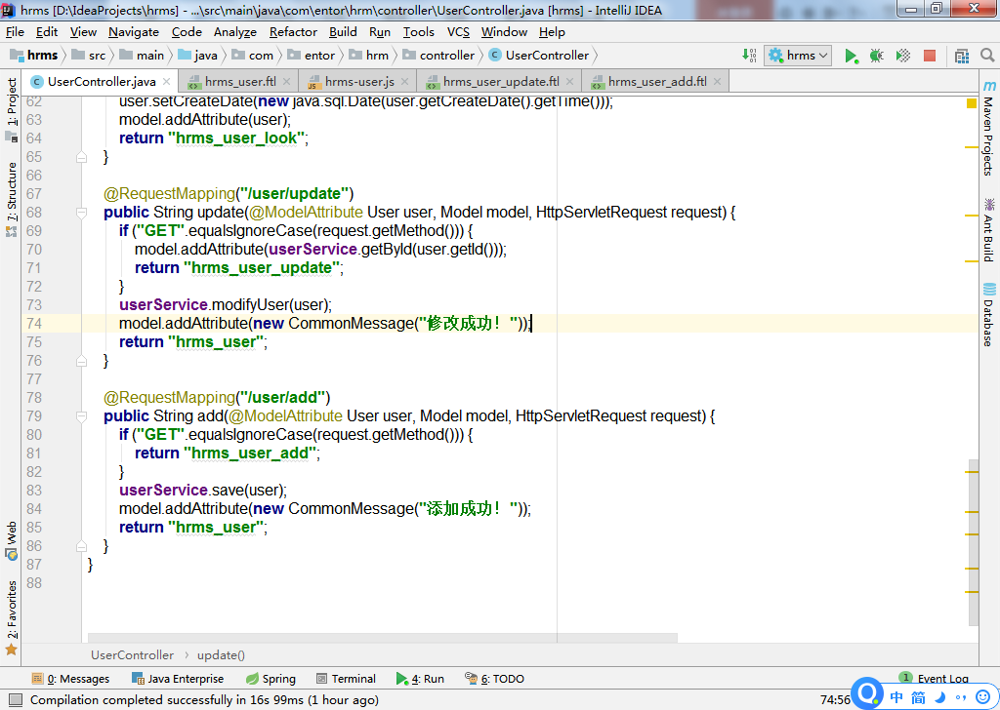 hrms [D:\IdeaProjects\hrms] - ...\src\main\java\com\entor\hrm\controller\UserController.java [hrms] - IntelliJ IDEA
File Edit View Navigate Code Analyze Refactor Build Run Tools VCS Window Help
hrms src main java com entor hrm controller UserController hrms
UserController.java hrms_user.ftl hrms-user.js hrms_user_update.ftl hrms_user_add.ftl
1: Project
7: Structure
Web
2: Favorites
62 user.setCreateDate(new java.sql.Date(user.getCreateDate().getTime()));
63 model.addAttribute(user);
64 return "hrms_user_look";
65 }
66
67 @RequestMapping("/user/update")
68 public String update(@ModelAttribute User user, Model model, HttpServletRequest request) {
69 if ("GET".equalsIgnoreCase(request.getMethod())) {
70 model.addAttribute(userService.getById(user.getId()));
71 return "hrms_user_update";
72 }
73 userService.modifyUser(user);
74 model.addAttribute(new CommonMessage("修改成功！"));
75 return "hrms_user";
76 }
77
78 @RequestMapping("/user/add")
79 public String add(@ModelAttribute User user, Model model, HttpServletRequest request) {
80 if ("GET".equalsIgnoreCase(request.getMethod())) {
81 return "hrms_user_add";
82 }
83 userService.save(user);
84 model.addAttribute(new CommonMessage("添加成功！"));
85 return "hrms_user";
86 }
87 }
88
Maven Projects
Ant Build
Database
UserController update()
0: Messages Java Enterprise Spring Terminal 4: Run 6: TODO 1 Event Log
Compilation completed successfully in 16s 99ms (1 hour ago) 74:56
中 简